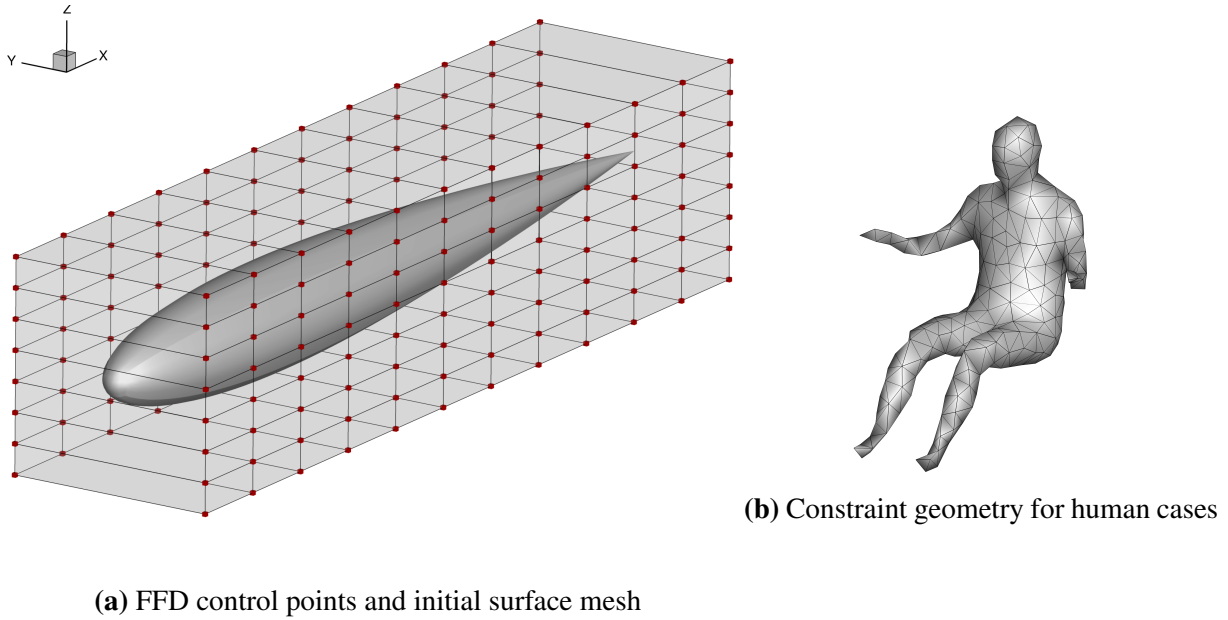 Z
Y
X
(b) Constraint geometry for human cases
(a) FFD control points and initial surface mesh